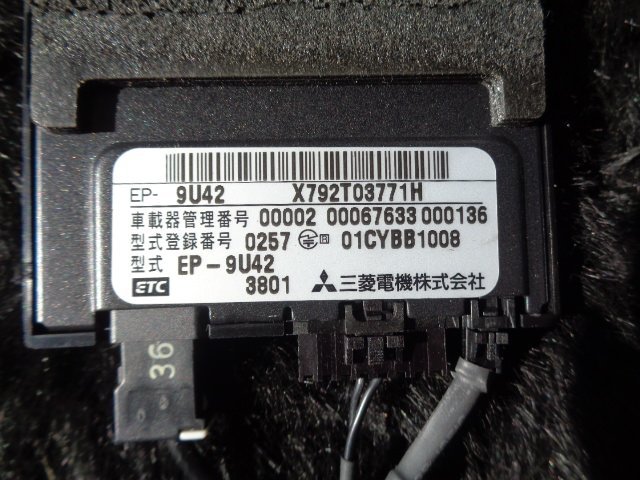 EP- 9U42 X792T03771H
車載器管理番号 00002 00067633 000136
型式登録番号 0257 01CYBB1008
型式 EP-9U42
ETC 3801 三菱電機株式会社
36